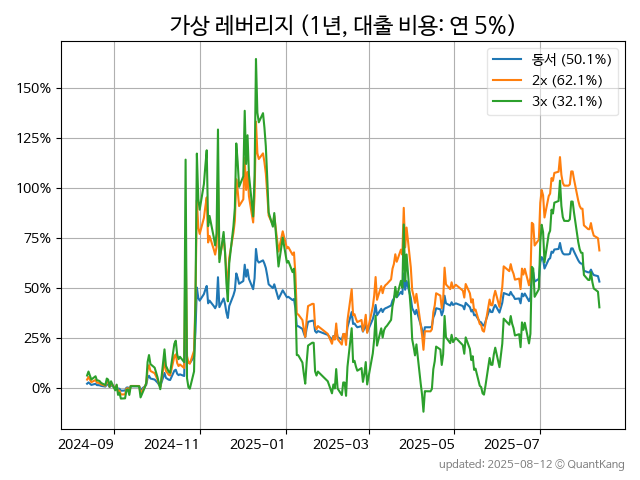 가상 레버리지 (1년, 대출 비용: 연 5%)
동서 (50.1%)
2x (62.1%)
3x (32.1%)
150%
125%
100%
75%
50%
25%
0%
2024-09
2024-11
2025-01
2025-03
2025-05
2025-07
updated: 2025-08-12 © QuantKang